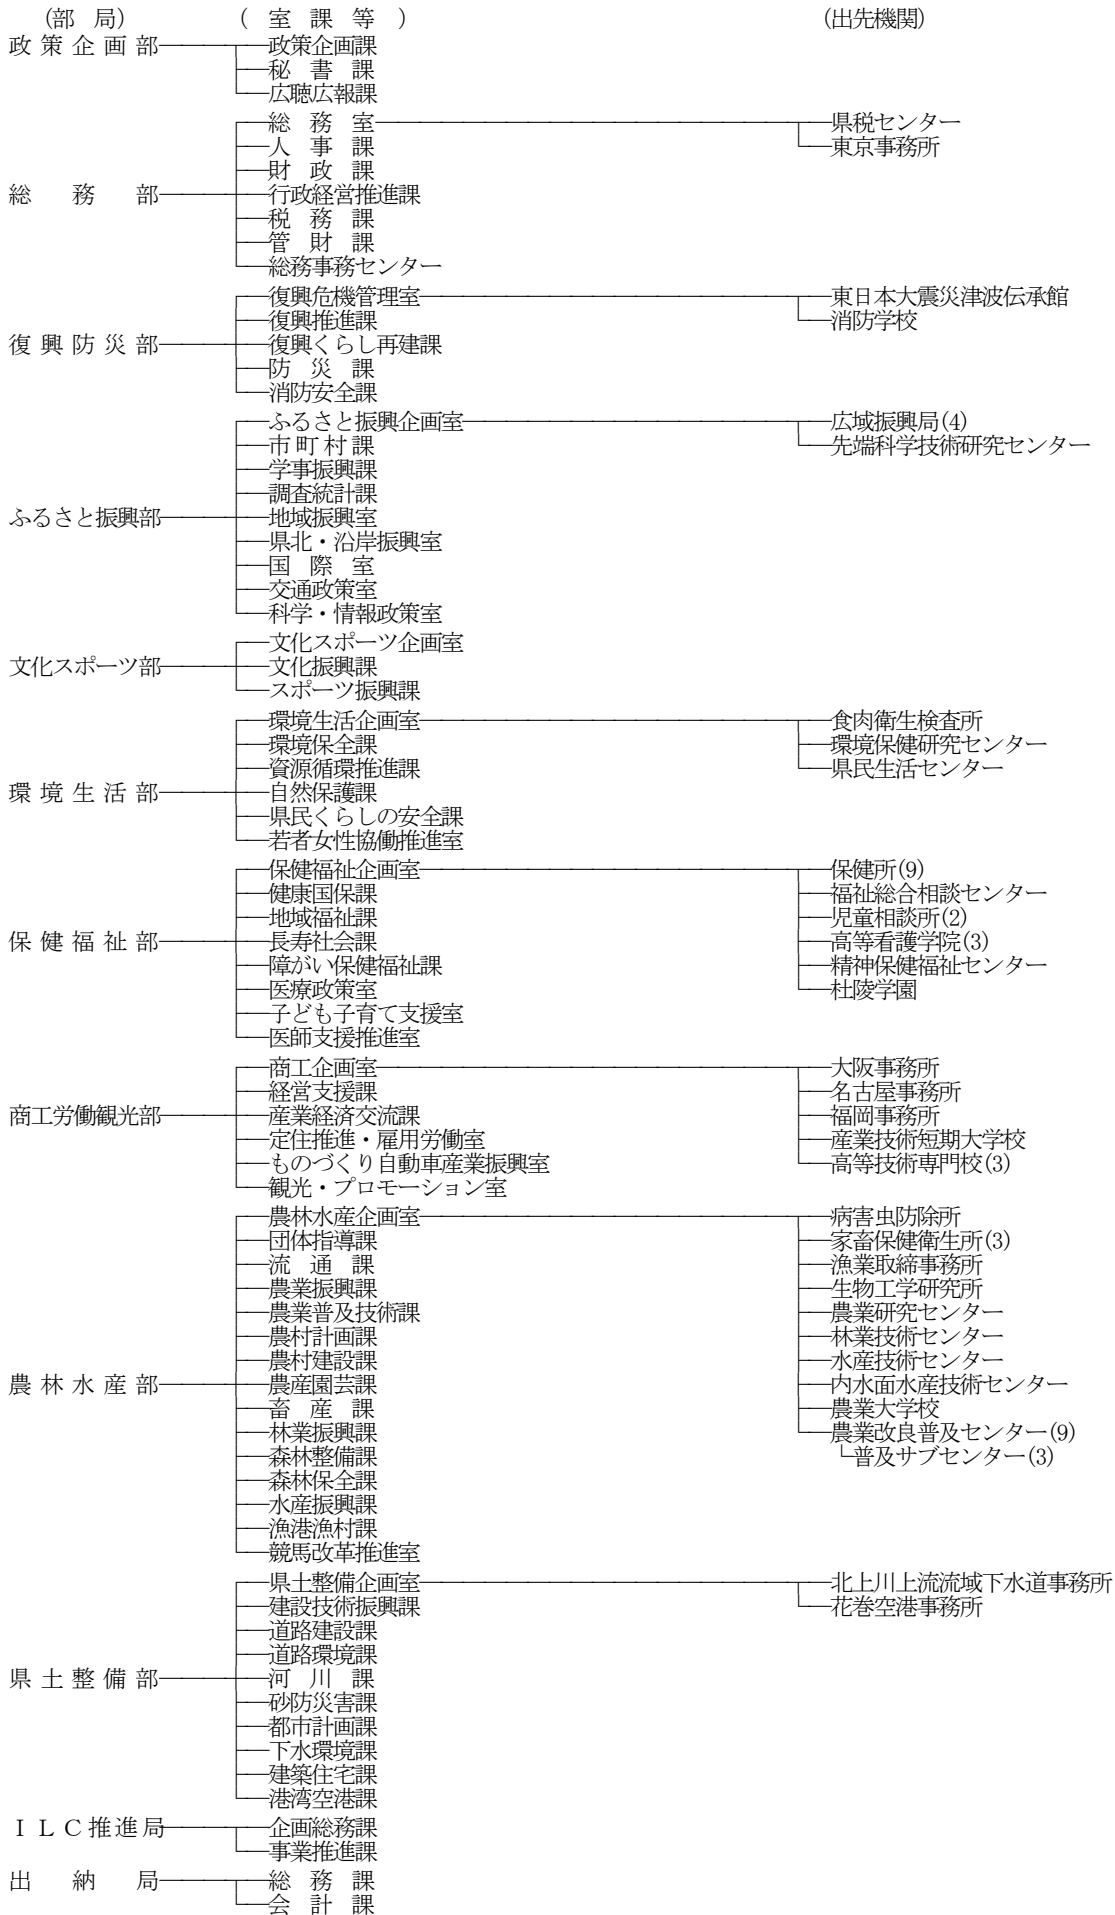 (部 局) ( 室 課 等 ) (出先機関)
政 策 企 画 部 政策企画課
秘 書 課
広聴広報課
総 務 室 県税センター
人 事 課 東京事務所
財 政 課
総 務 部 行政経営推進課
税 務 課
管 財 課
総務事務センター
復興危機管理室 東日本大震災津波伝承館
復興推進課 消防学校
復 興 防 災 部 復興くらし再建課
防 災 課
消防安全課
ふるさと振興企画室 広域振興局(4)
市 町 村 課 先端科学技術研究センター
学事振興課
調査統計課
ふるさと振興部 地域振興室
県北・沿岸振興室
国 際 室
交通政策室
科学・情報政策室
文化スポーツ企画室
文化スポーツ部 文化振興課
スポーツ振興課
環境生活企画室 食肉衛生検査所
環境保全課 環境保健研究センター
資源循環推進課 県民生活センター
環 境 生 活 部 自然保護課
県民くらしの安全課
若者女性協働推進室
保健福祉企画室 保健所(9)
健康国保課 福祉総合相談センター
地域福祉課 児童相談所(2)
保 健 福 祉 部 長寿社会課 高等看護学院(3)
障がい保健福祉課 精神保健福祉センター
医療政策室 杜陵学園
子ども子育て支援室
医師支援推進室
商工企画室 大阪事務所
経営支援課 名古屋事務所
商工労働観光部 産業経済交流課 福岡事務所
定住推進・雇用労働室 産業技術短期大学校
ものづくり自動車産業振興室 高等技術専門校(3)
観光・プロモーション室
農林水産企画室 病害虫防除所
団体指導課 家畜保健衛生所(3)
流 通 課 漁業取締事務所
農業振興課 生物工学研究所
農業普及技術課 農業研究センター
農村計画課 林業技術センター
農村建設課 水産技術センター
農 林 水 産 部 農産園芸課 内水面水産技術センター
畜 産 課 農業大学校
林業振興課 農業改良普及センター(9)
森林整備課 普及サブセンター(3)
森林保全課
水産振興課
漁港漁村課
競馬改革推進室
県土整備企画室 北上川上流流域下水道事務所
建設技術振興課 花巻空港事務所
道路建設課
道路環境課
県 土 整 備 部 河 川 課
砂防災害課
都市計画課
下水環境課
建築住宅課
港湾空港課
ＩＬＣ推進局 企画総務課
事業推進課
出 納 局 総 務 課
会 計 課